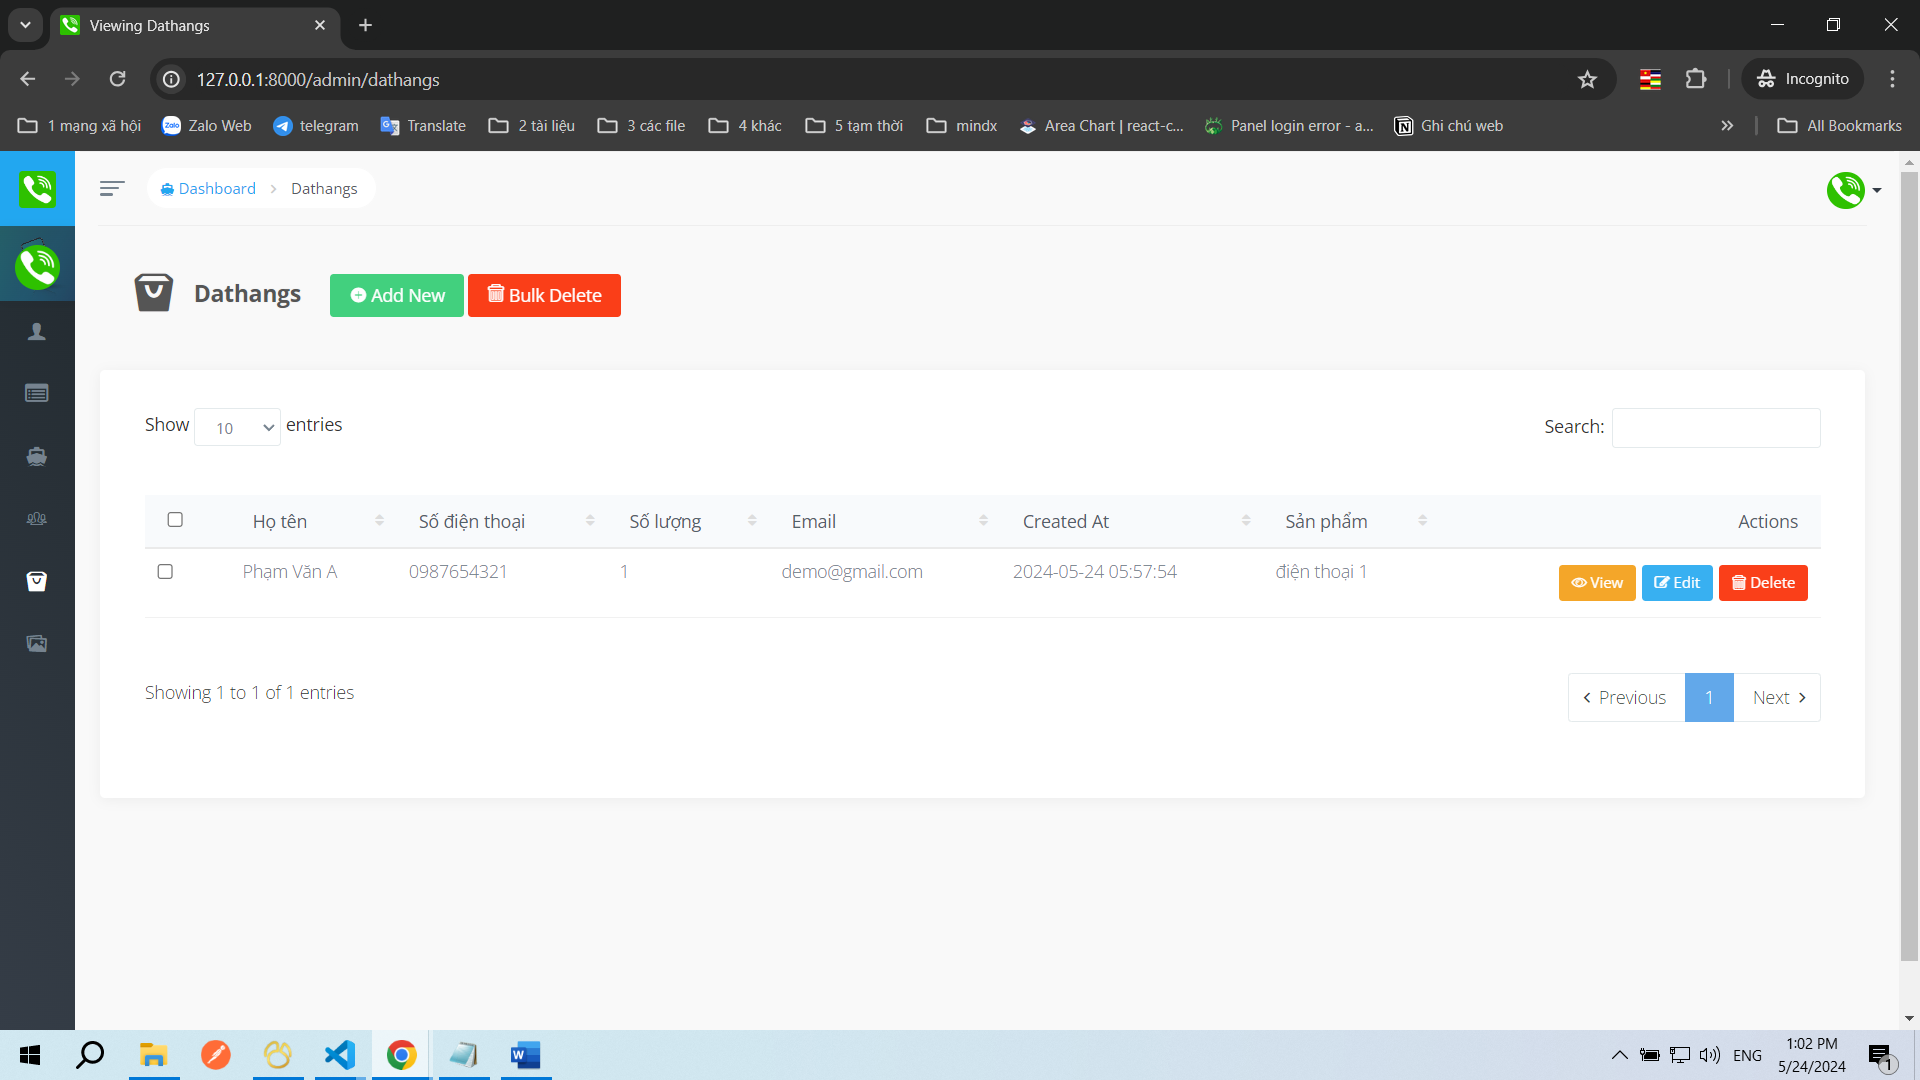 Viewing Dathangs
127.0.0.1:8000/admin/dathangs
Incognito
1 mạng xã hội Zalo Web telegram Translate 2 tài liệu 3 các file 4 khác 5 tạm thời mindx Area Chart | react-c... Panel login error - a... Ghi chú web All Bookmarks
Dashboard Dathangs
Dathangs Add New Bulk Delete
Show 10 entries Search:
Họ tên Số điện thoại Số lượng Email Created At Sản phẩm Actions
Phạm Văn A 0987654321 1 demo@gmail.com 2024-05-24 05:57:54 điện thoại 1 View Edit Delete
Showing 1 to 1 of 1 entries Previous 1 Next
ENG 1:02 PM
5/24/2024 1